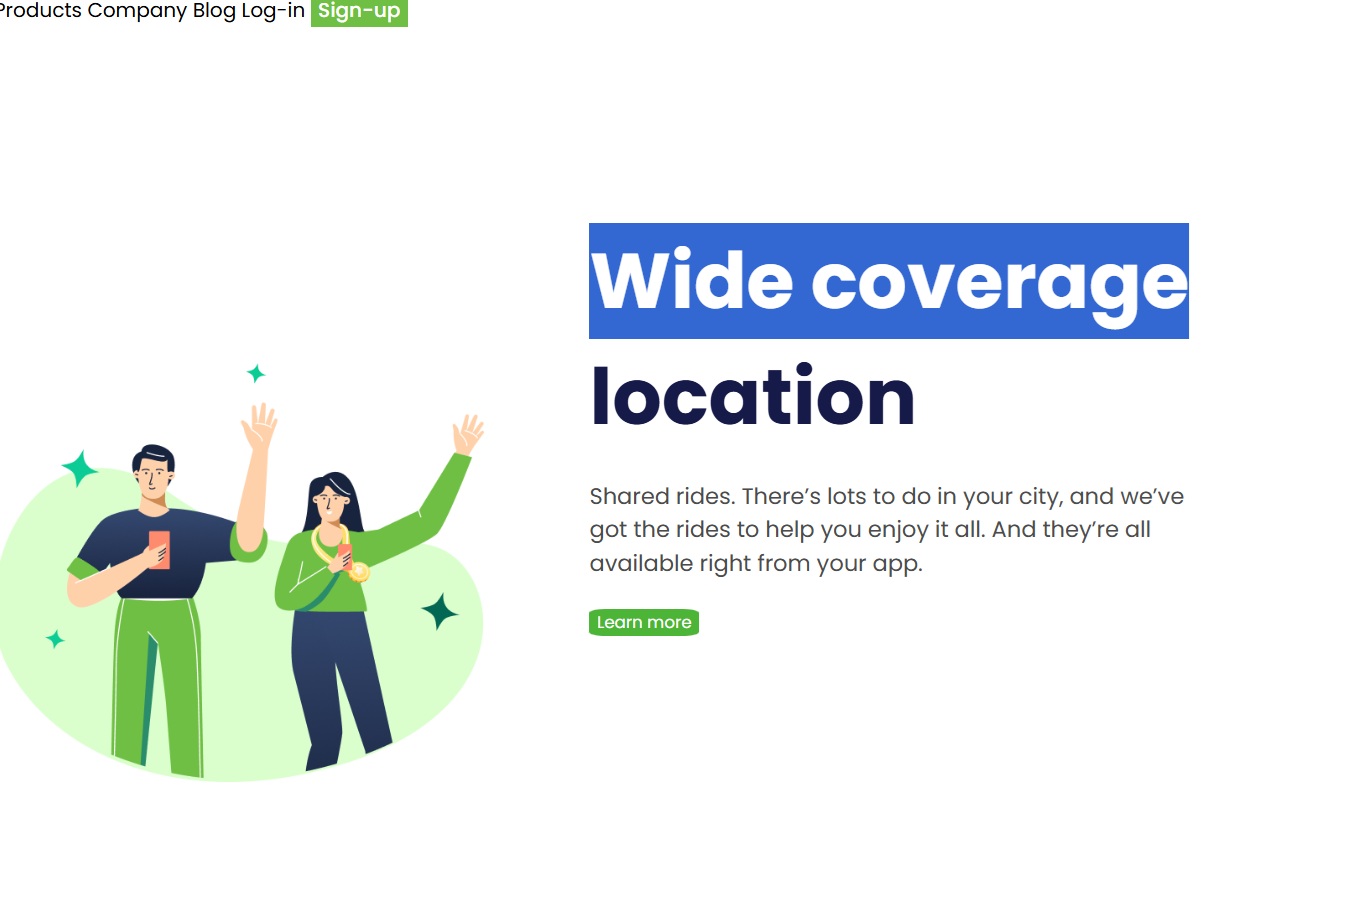 Products Company Blog Log-in Sign-up
Wide coverage
location
Shared rides. There’s lots to do in your city, and we’ve
got the rides to help you enjoy it all. And they’re all
available right from your app.
Learn more